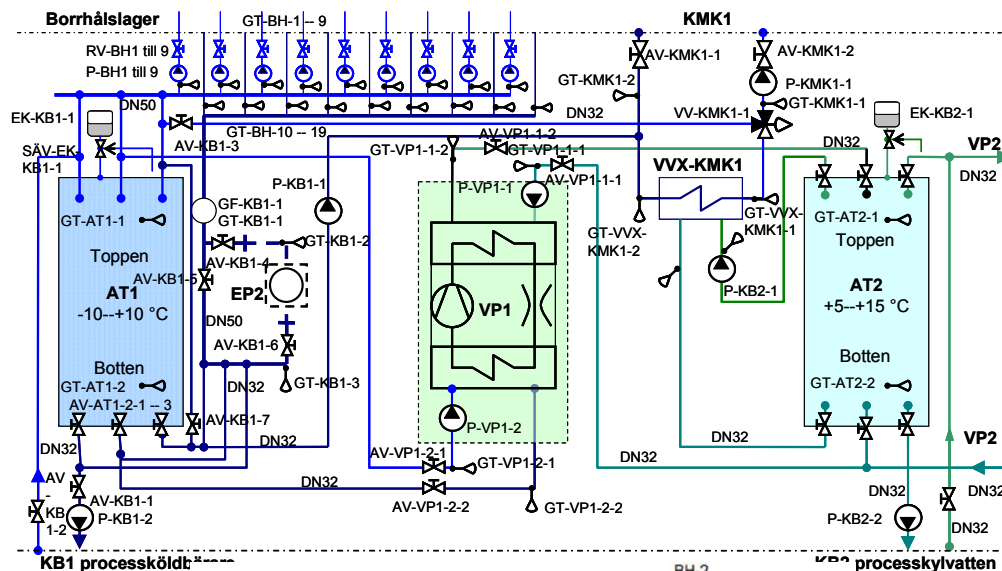 Borrhålslager
GT-BH-1 -- 9
KMK1
RV-BH1 till 9
AV-KMK1-1
AV-KMK1-2
P-BH1 till 9
GT-KMK1-2
P-KMK1-1
DN50
DN32
GT-KMK1-1
EK-KB1-1
EK-KB2-1
GT-BH-10 -- 19
VV-KMK1-1
AV-KB1-3
AV-VP1-1-2
DN32
SÄV-EK-
KB1-1
GT-VP1-1-2
GT-VP1-1-1
VP2
AV-VP1-1-1
VVX-KMK1
DN32
P-KB1-1
P-VP1-1
GF-KB1-1
GT-AT1-1
GT-KB1-1
GT-VVX-
KMK1-1
GT-AT2-1
GT-KB1-2
GT-VVX-
KMK1-2
Toppen
Toppen
AV-KB1-4
AV-KB1-5
AT1
EP2
P-KB2-1
AT2
-10--+10 °C
VP1
+5--+15 °C
DN50
AV-KB1-6
Botten
Botten
DN32
GT-AT1-2
GT-KB1-3
GT-AT2-2
AV-AT1-2-1 -- 3
AV-KB1-7
P-VP1-2
DN32
DN32
DN32
VP2
AV-VP1-2-1
GT-VP1-2-1
DN32
AV
-
KB
1-2
DN32
DN32
DN32
AV-KB1-1
AV-VP1-2-2
GT-VP1-2-2
P-KB1-2
P-KB2-2
DN32
KB1 processköldbärare
KB2 processkylvatten
BH 2